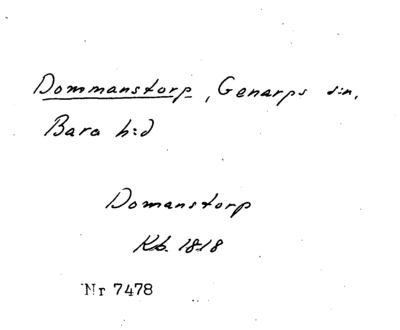 Dommanstorp, Genarps s:n,
Bara h:d
Domanstorp
Kb. 1818
Nr 7478